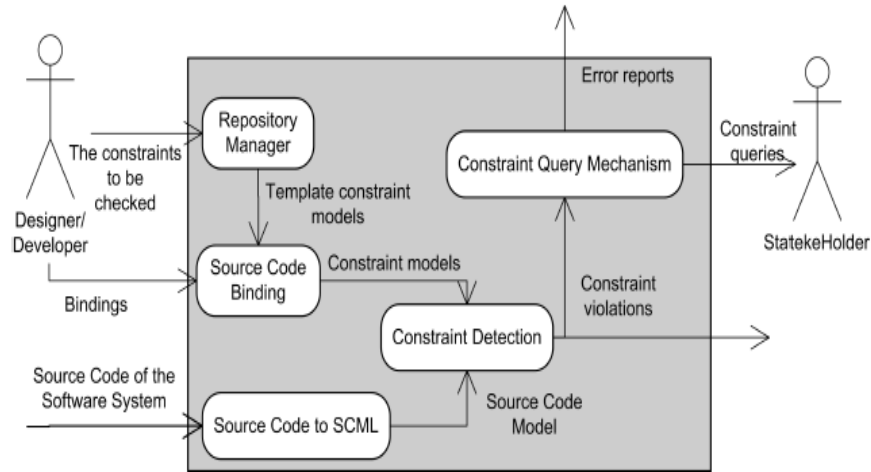 Error reports
Repository
Manager
Constraint
queries
Constraint Query Mechanism
The constraints
to be
checked
Template constraint
models
Designer/
Developer
StatekeHolder
Source Code
Binding
Constraint models
Bindings
Constraint
violations
Constraint Detection
Source Code of the
Software System
Source Code to SCML
Source Code
Model